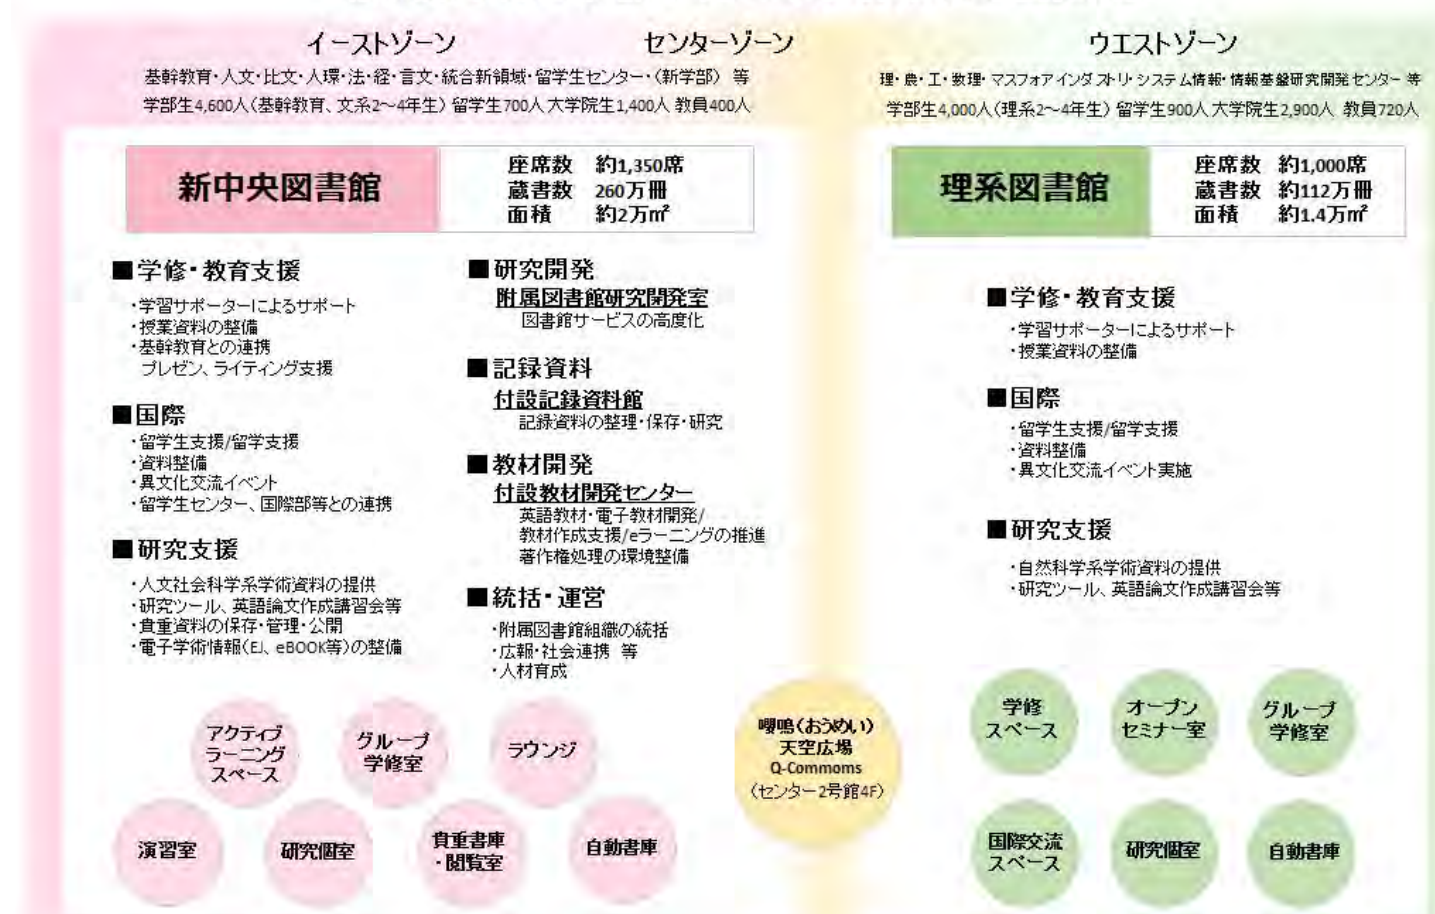 イーストゾーン
センターゾーン
基幹教育・人文・比文・人環・法・経・言文・統合新領域・留学生センター・(新学部) 等
学部生4,600人(基幹教育、文系2～4年生) 留学生700人 大学院生1,400人 教員400人
新中央図書館
座席数 約1,350席
蔵書数 260万冊
面積 約2万㎡
■学修・教育支援
・学習サポーターによるサポート
・授業資料の整備
・基幹教育との連携
プレゼン、ライティング支援
■国際
・留学生支援/留学支援
・資料整備
・異文化交流イベント
・留学生センター、国際部等との連携
■研究支援
・人文社会科学系学術資料の提供
・研究ツール、英語論文作成講習会等
・貴重資料の保存・管理・公開
・電子学術情報(EJ、eBOOK等)の整備
■研究開発
附属図書館研究開発室
図書館サービスの高度化
■記録資料
付設記録資料館
記録資料の整理・保存・研究
■教材開発
付設教材開発センター
英語教材・電子教材開発/
教材作成支援/eラーニングの推進
著作権処理の環境整備
■統括・運営
・附属図書館組織の統括
・広報・社会連携 等
・人材育成
アクティブ
ラーニング
スペース
グループ
学修室
ラウンジ
演習室
研究個室
貴重書庫
・閲覧室
自動書庫
嚶鳴(おうめい)
天空広場
Q-Commoms
(センター2号館4F)
ウエストゾーン
理・農・工・数理・マスフォアインダストリ・システム情報・情報基盤研究開発センター 等
学部生4,000人(理系2～4年生) 留学生900人 大学院生2,900人 教員720人
理系図書館
座席数 約1,000席
蔵書数 約112万冊
面積 約1.4万㎡
■学修・教育支援
・学習サポーターによるサポート
・授業資料の整備
■国際
・留学生支援/留学支援
・資料整備
・異文化交流イベント実施
■研究支援
・自然科学系学術資料の提供
・研究ツール、英語論文作成講習会等
学修
スペース
オープン
セミナー室
グループ
学修室
国際交流
スペース
研究個室
自動書庫